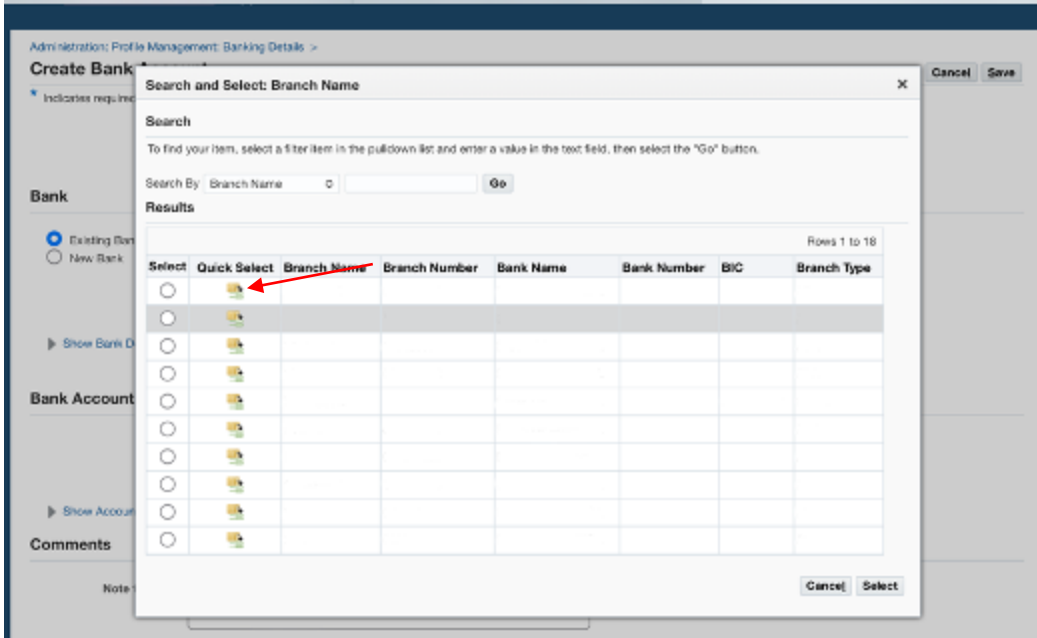 Administration: Profile Management: Banking Details >
Create Bank
Cancel Save
* Indicates require
Search and Select: Branch Name
Search
To find your item, select a filter item in the pulldown list and enter a value in the text field, then select the "Go" button.
Search By Branch Name Go
Results
Bank
Existing Ban
New Bank
Rows 1 to 18
Select Quick Select Branch Name Branch Number Bank Name Bank Number BIC Branch Type
Show Bank D
Bank Account
Show Accoun
Comments
Note
Cancel Select